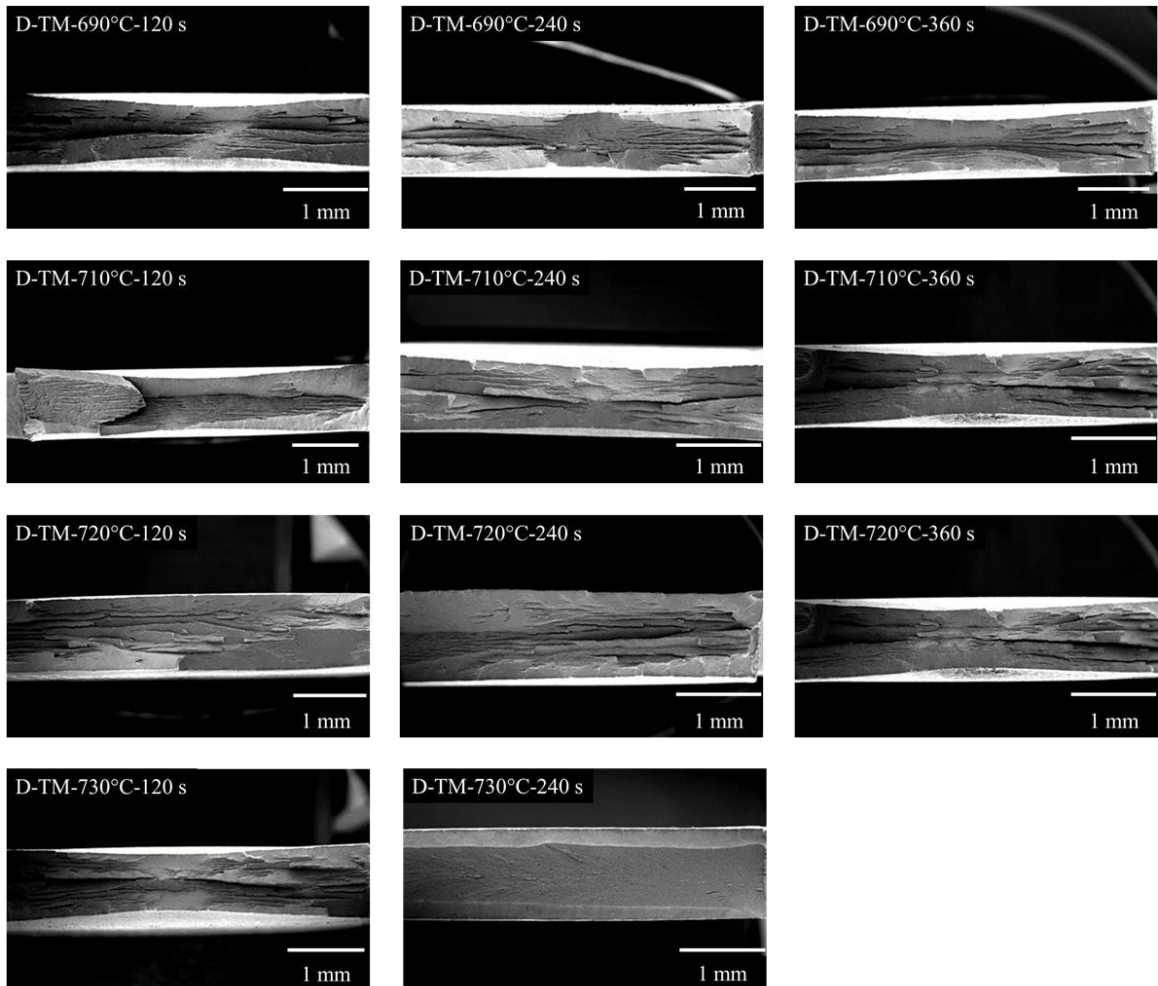 D-TM-690°C-120 s
1 mm
D-TM-690°C-240 s
1 mm
D-TM-690°C-360 s
1 mm
D-TM-710°C-120 s
1 mm
D-TM-710°C-240 s
1 mm
D-TM-710°C-360 s
1 mm
D-TM-720°C-120 s
1 mm
D-TM-720°C-240 s
1 mm
D-TM-720°C-360 s
1 mm
D-TM-730°C-120 s
1 mm
D-TM-730°C-240 s
1 mm